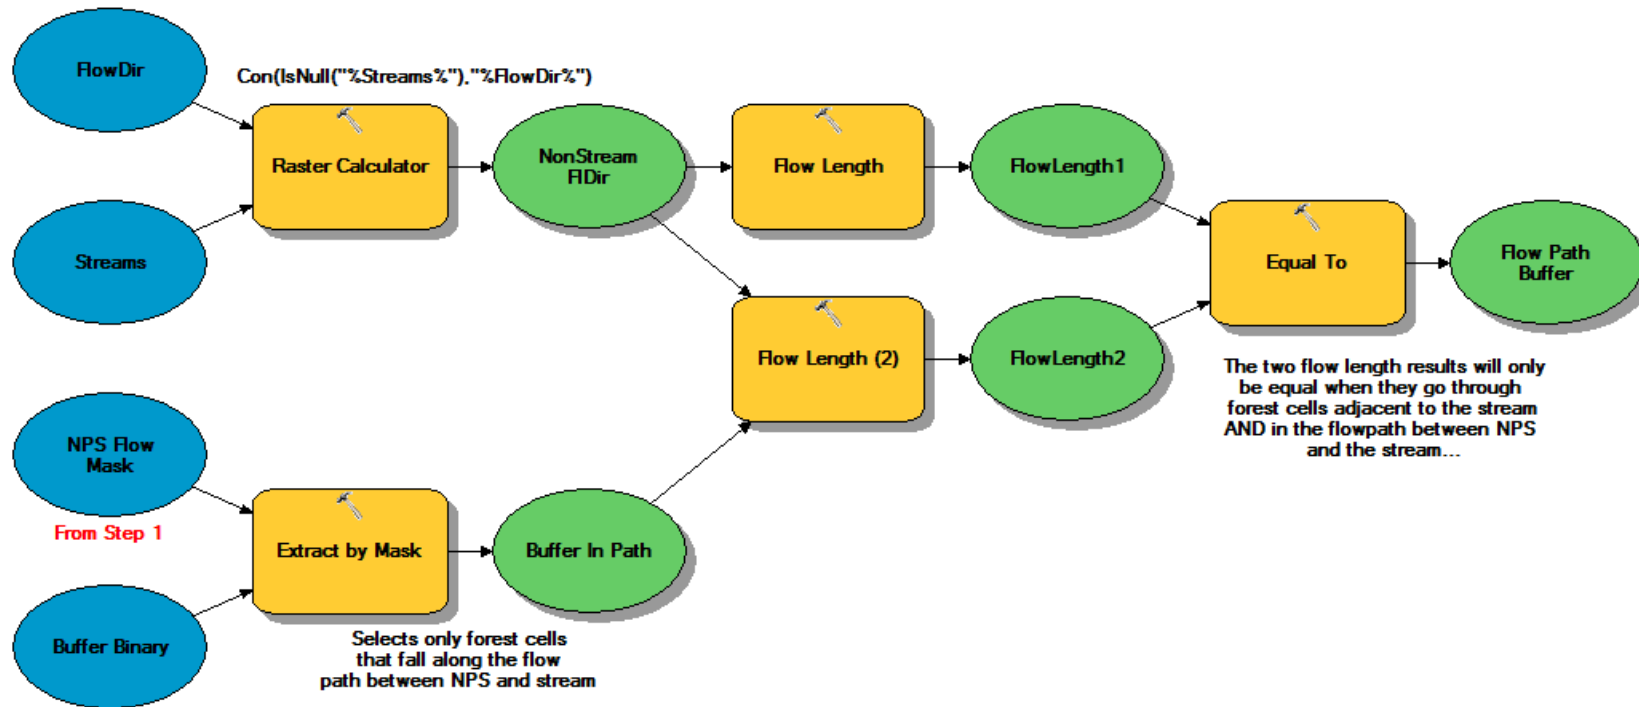 FlowDir
Con(IsNull("%Streams%"),"%FlowDir%")
Raster Calculator
NonStream
FlDir
Flow Length
FlowLength1
Streams
Equal To
Flow Path
Buffer
Flow Length (2)
FlowLength2
The two flow length results will only
be equal when they go through
forest cells adjacent to the stream
AND in the flowpath between NPS
and the stream...
NPS Flow
Mask
From Step 1
Extract by Mask
Buffer In Path
Buffer Binary
Selects only forest cells
that fall along the flow
path between NPS and stream